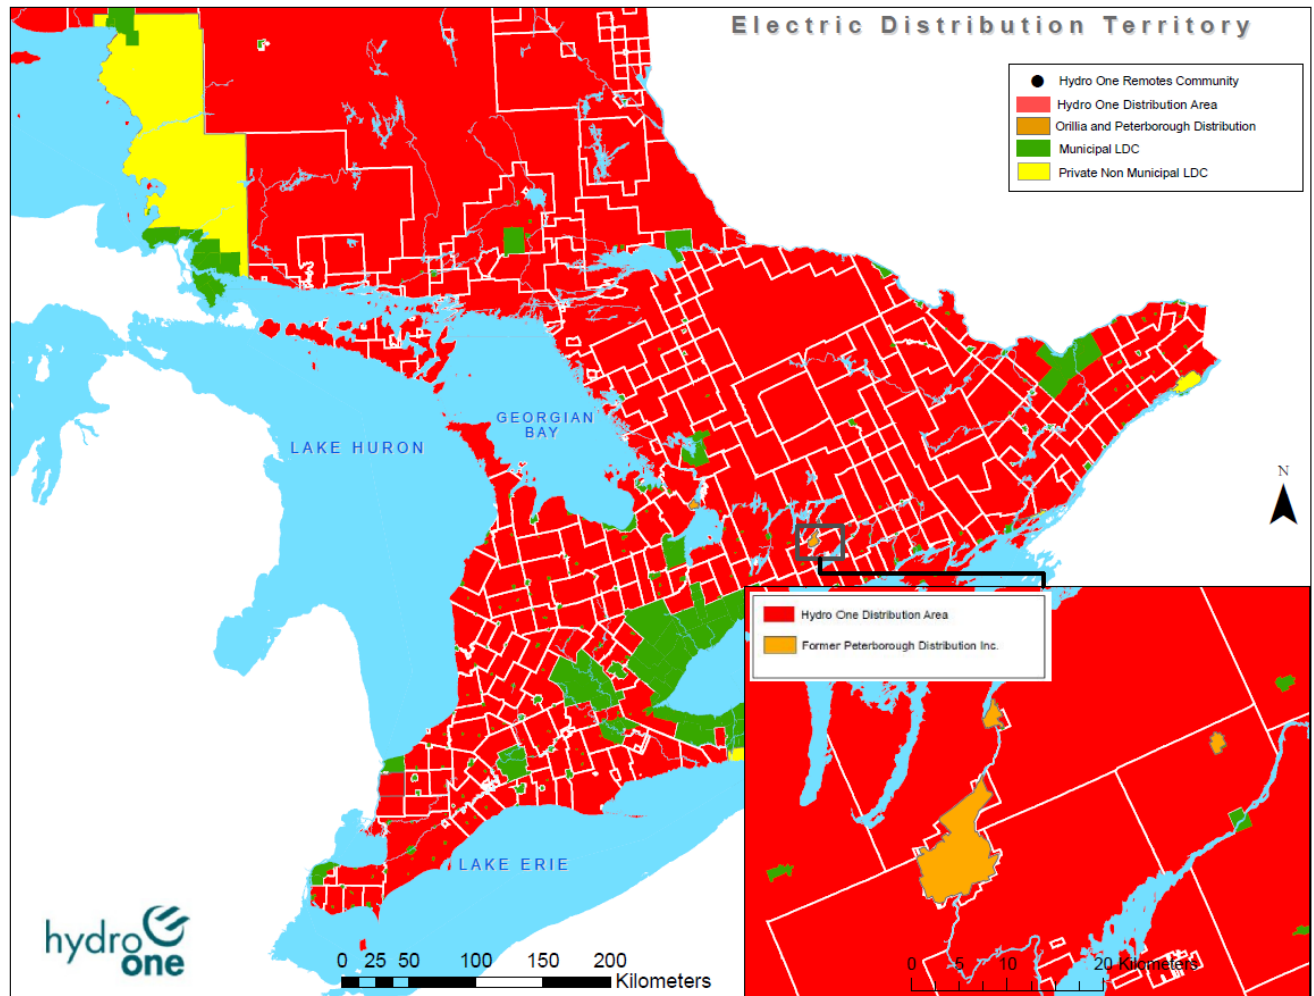 Electric Distribution Territory
Hydro One Remotes Community
Hydro One Distribution Area
Orillia and Peterborough Distribution
Municipal LDC
Private Non Municipal LDC
GEORGIAN
BAY
LAKE HURON
N
Hydro One Distribution Area
Former Peterborough Distribution Inc.
LAKE ERIE
hydro
one
0 25 50 100 150 200
Kilometers
0 5 10 20 Kilometers